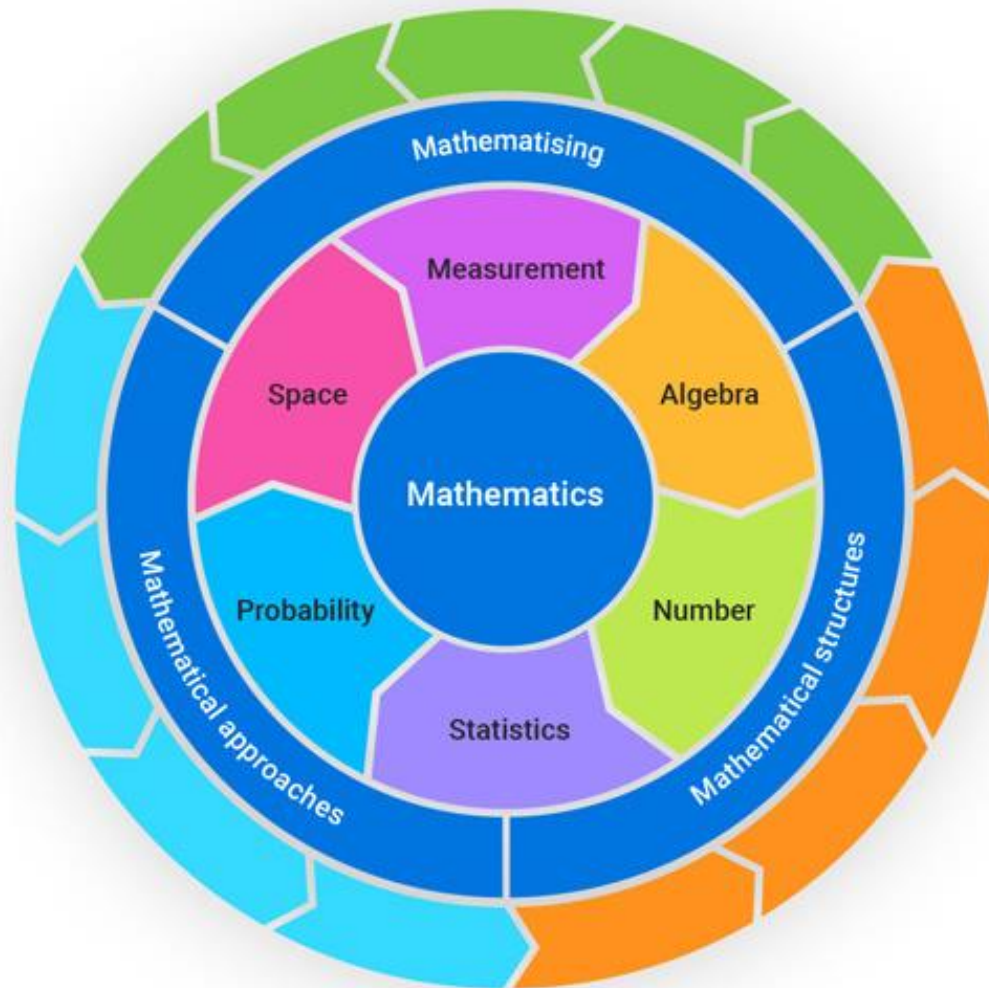 Mathematising
Measurement
Space
Algebra
Mathematics
Probability
Number
Statistics
Mathematical approaches
Mathematical structures